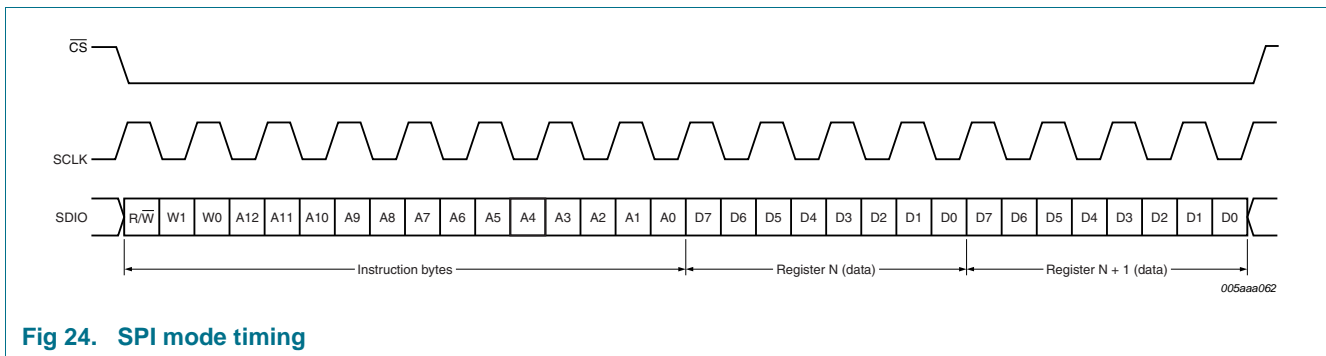 CS
SCLK
SDIO R/W W1 W0 A12 A11 A10 A9 A8 A7 A6 A5 A4 A3 A2 A1 A0 D7 D6 D5 D4 D3 D2 D1 D0 D7 D6 D5 D4 D3 D2 D1 D0
Instruction bytes Register N (data) Register N + 1 (data)
005aaa062
Fig 24. SPI mode timing